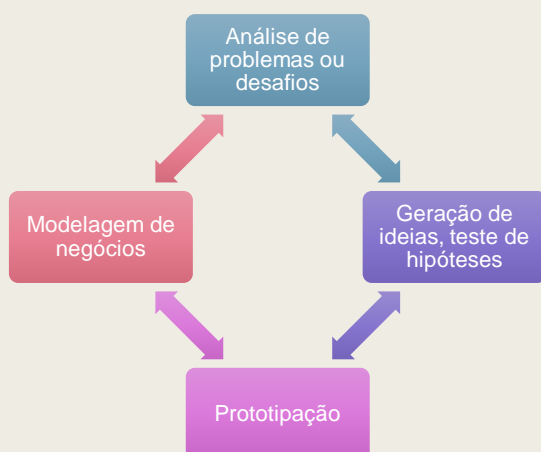 Análise de
problemas ou
desafios
Modelagem de
negócios
Geração de
ideias, teste de
hipóteses
Prototipação